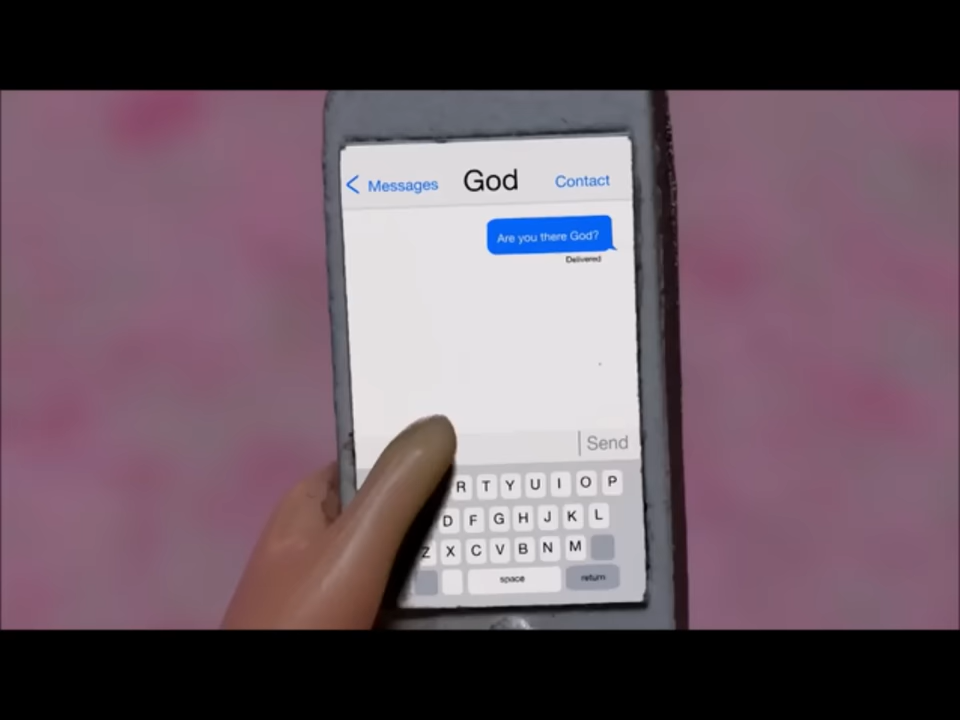 < Messages God Contact
Are you there God?
Delivered
Send
R T Y U I O P
D F G H J K L
Z X C V B N M
space return